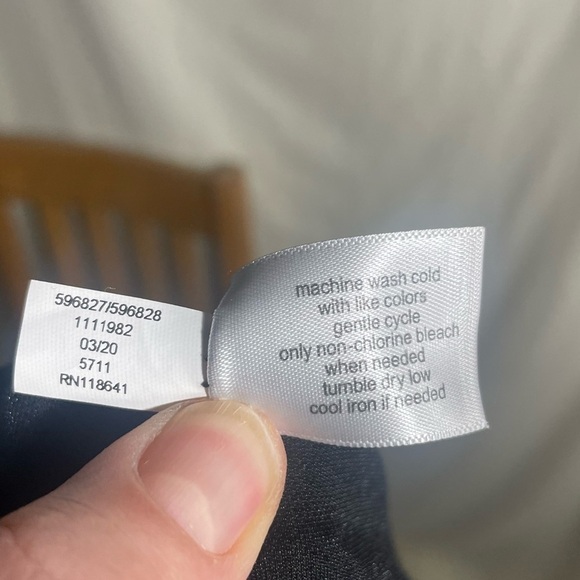 596827/596828
1111982
03/20
5711
RN118641
machine wash cold
with like colors
gentle cycle
only non-chlorine bleach
when needed
tumble dry low
cool iron if needed